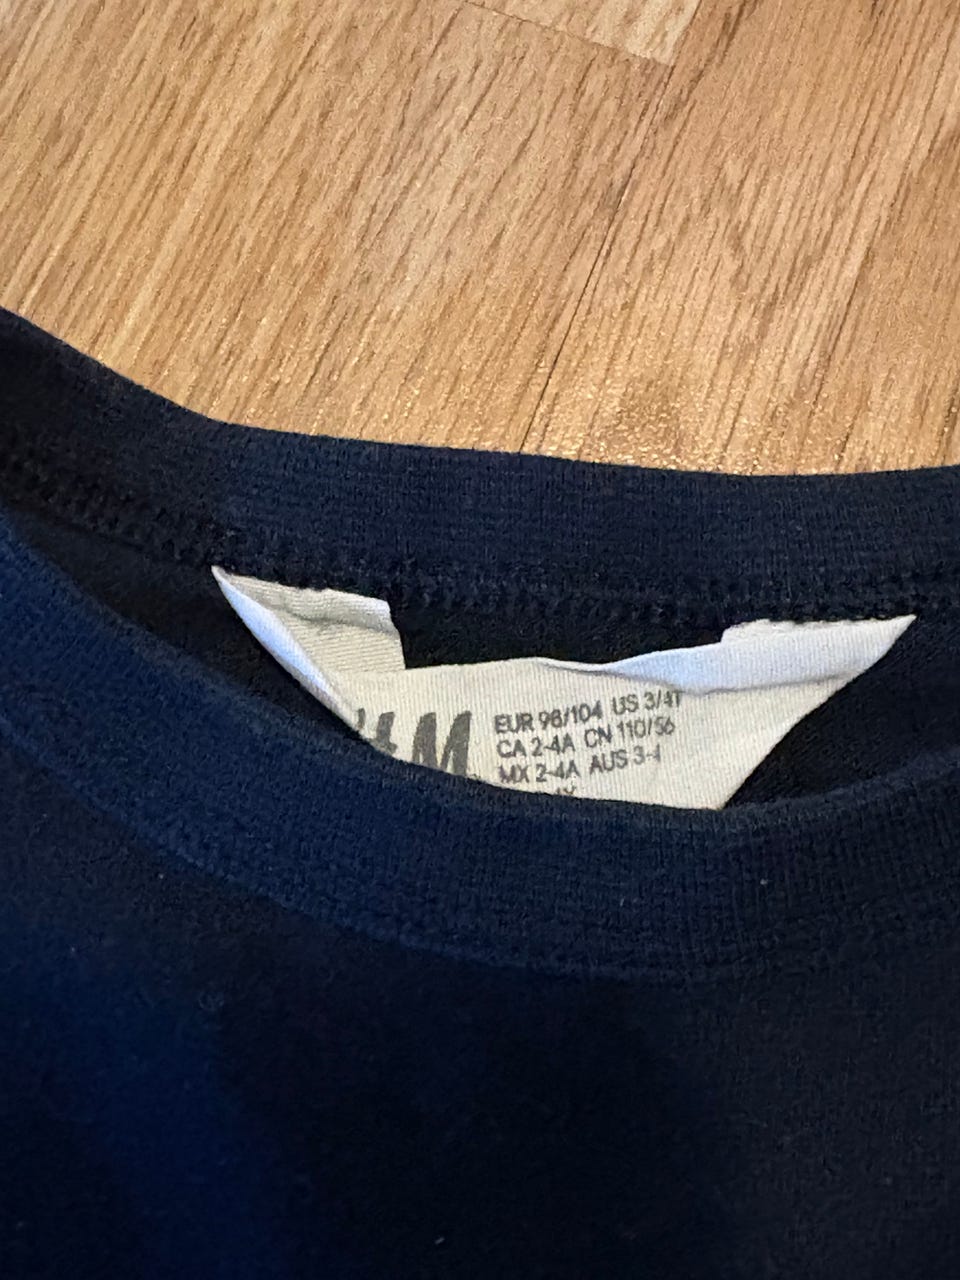 M
EUR 98/104 US 3/4T
CA 2-4A CN 110/56
MX 2-4A AUS 3-4